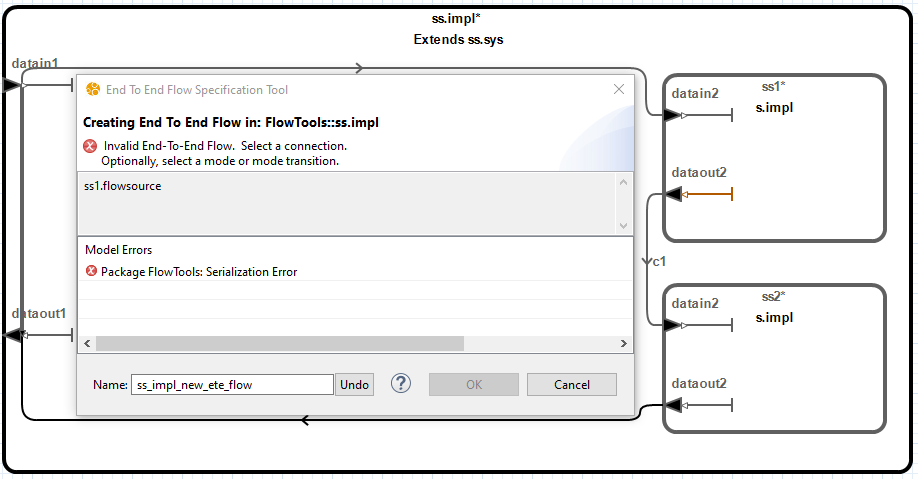 ss.impl*
Extends ss.sys
datain1
End To End Flow Specification Tool
Creating End To End Flow in: FlowTools::ss.impl
Invalid End-To-End Flow. Select a connection.
Optionally, select a mode or mode transition.
ss1.flowsource
Model Errors
Package FlowTools: Serialization Error
dataout1
Name: ss_impl_new_ete_flow Undo ? OK Cancel
ss1*
s.impl
datain2
dataout2
c1
ss2*
s.impl
datain2
dataout2